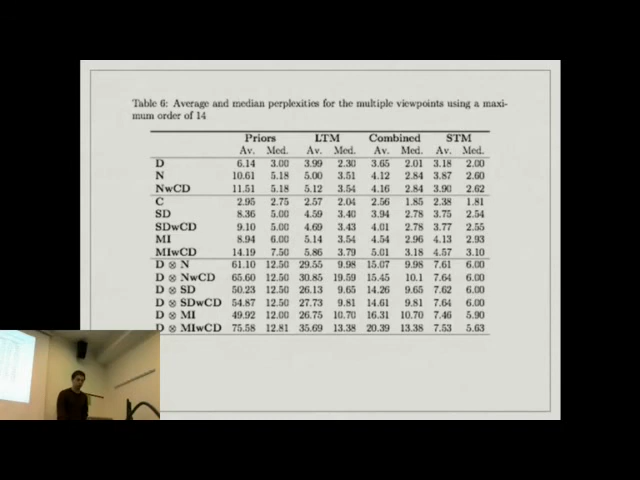 Table 6: Average and median perplexities for the multiple viewpoints using a maxi-
mum order of 14
Priors LTM Combined STM
Av. Med. Av. Med. Av. Med. Av. Med.
D 6.14 3.00 3.99 2.30 3.65 2.01 3.18 2.00
N 10.61 5.18 5.00 3.51 4.12 2.84 3.87 2.60
NwCD 11.51 5.18 5.12 3.54 4.16 2.84 3.90 2.62
C 2.95 2.75 2.57 2.04 2.56 1.85 2.38 1.81
SD 8.36 5.00 4.59 3.40 3.94 2.78 3.75 2.54
SDwCD 9.10 5.00 4.69 3.43 4.01 2.78 3.77 2.55
MI 8.94 6.00 5.14 3.54 4.54 2.96 4.13 2.93
MIwCD 14.19 7.50 5.86 3.79 5.01 3.18 4.57 3.10
D ⊗ N 61.10 12.50 29.55 9.98 15.07 9.98 7.61 6.00
D ⊗ NwCD 65.60 12.50 30.85 19.59 15.45 10.1 7.64 6.00
D ⊗ SD 50.23 12.50 26.13 9.65 14.26 9.65 7.62 6.00
D ⊗ SDwCD 54.87 12.50 27.73 9.81 14.61 9.81 7.64 6.00
D ⊗ MI 49.92 12.00 26.75 10.70 16.31 10.70 7.46 5.90
D ⊗ MIwCD 75.58 12.81 35.69 13.38 20.39 13.38 7.53 5.63